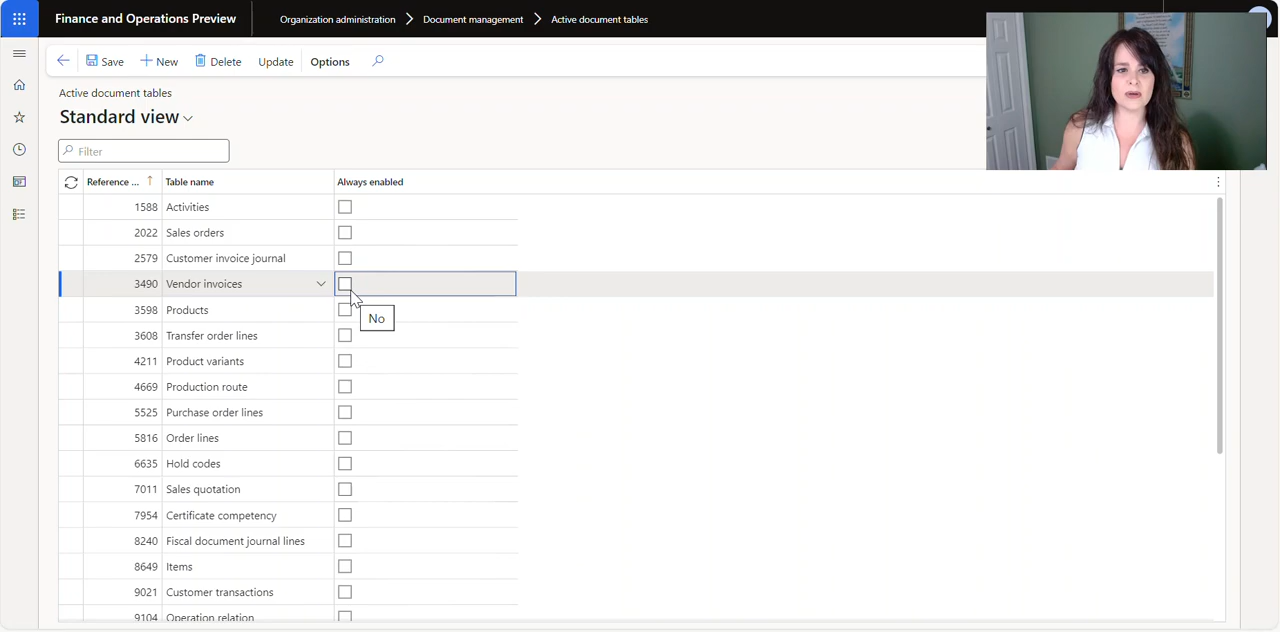 Finance and Operations Preview
Organization administration > Document management > Active document tables
Save
New
Delete
Update
Options
Active document tables
Standard view
Filter
Reference ... ↑ Table name Always enabled
1588 Activities
2022 Sales orders
2579 Customer invoice journal
3490 Vendor invoices
No
3598 Products
3608 Transfer order lines
4211 Product variants
4669 Production route
5525 Purchase order lines
5816 Order lines
6635 Hold codes
7011 Sales quotation
7954 Certificate competency
8240 Fiscal document journal lines
8649 Items
9021 Customer transactions
9104 Operation relation